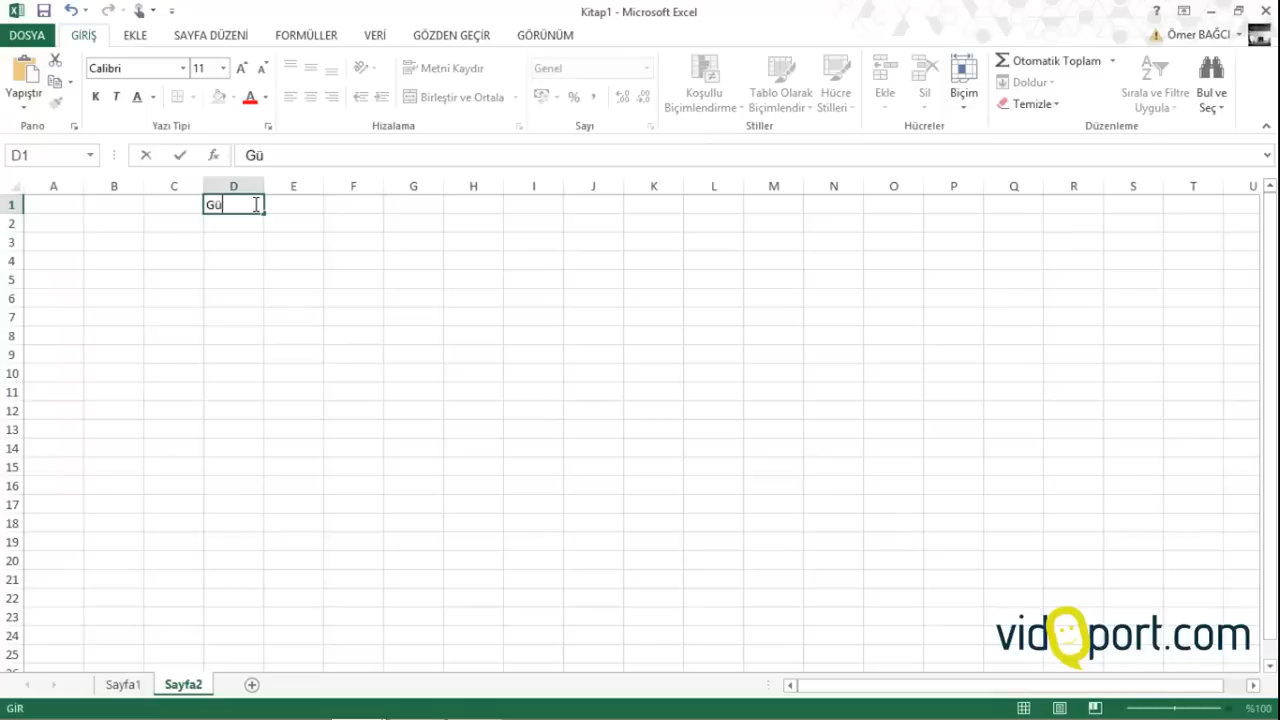 Kitap1 - Microsoft Excel
?
DOSYA GİRİŞ EKLE SAYFA DÜZENİ FORMÜLLER VERİ GÖZDEN GEÇİR GÖRÜNÜM Ömer BAĞCI
Yapıştır
Calibri 11
K T A
Metni Kaydır
Birleştir ve Ortala
Genel
%
Koşullu Biçimlendirme
Tablo Olarak Biçimlendir
Hücre Stilleri
Ekle
Sil
Biçim
Otomatik Toplam
Doldur
Temizle
Sırala ve Filtre Uygula
Bul ve Seç
Pano Yazı Tipi Hizalama Sayı Stiller Hücreler Düzenleme
D1 fx Gü
A B C D E F G H I J K L M N O P Q R S T U
1 Gü
2
3
4
5
6
7
8
9
10
11
12
13
14
15
16
17
18
19
20
21
22
23
24
25
vidQport.com
Sayfa1 Sayfa2
GİR %100